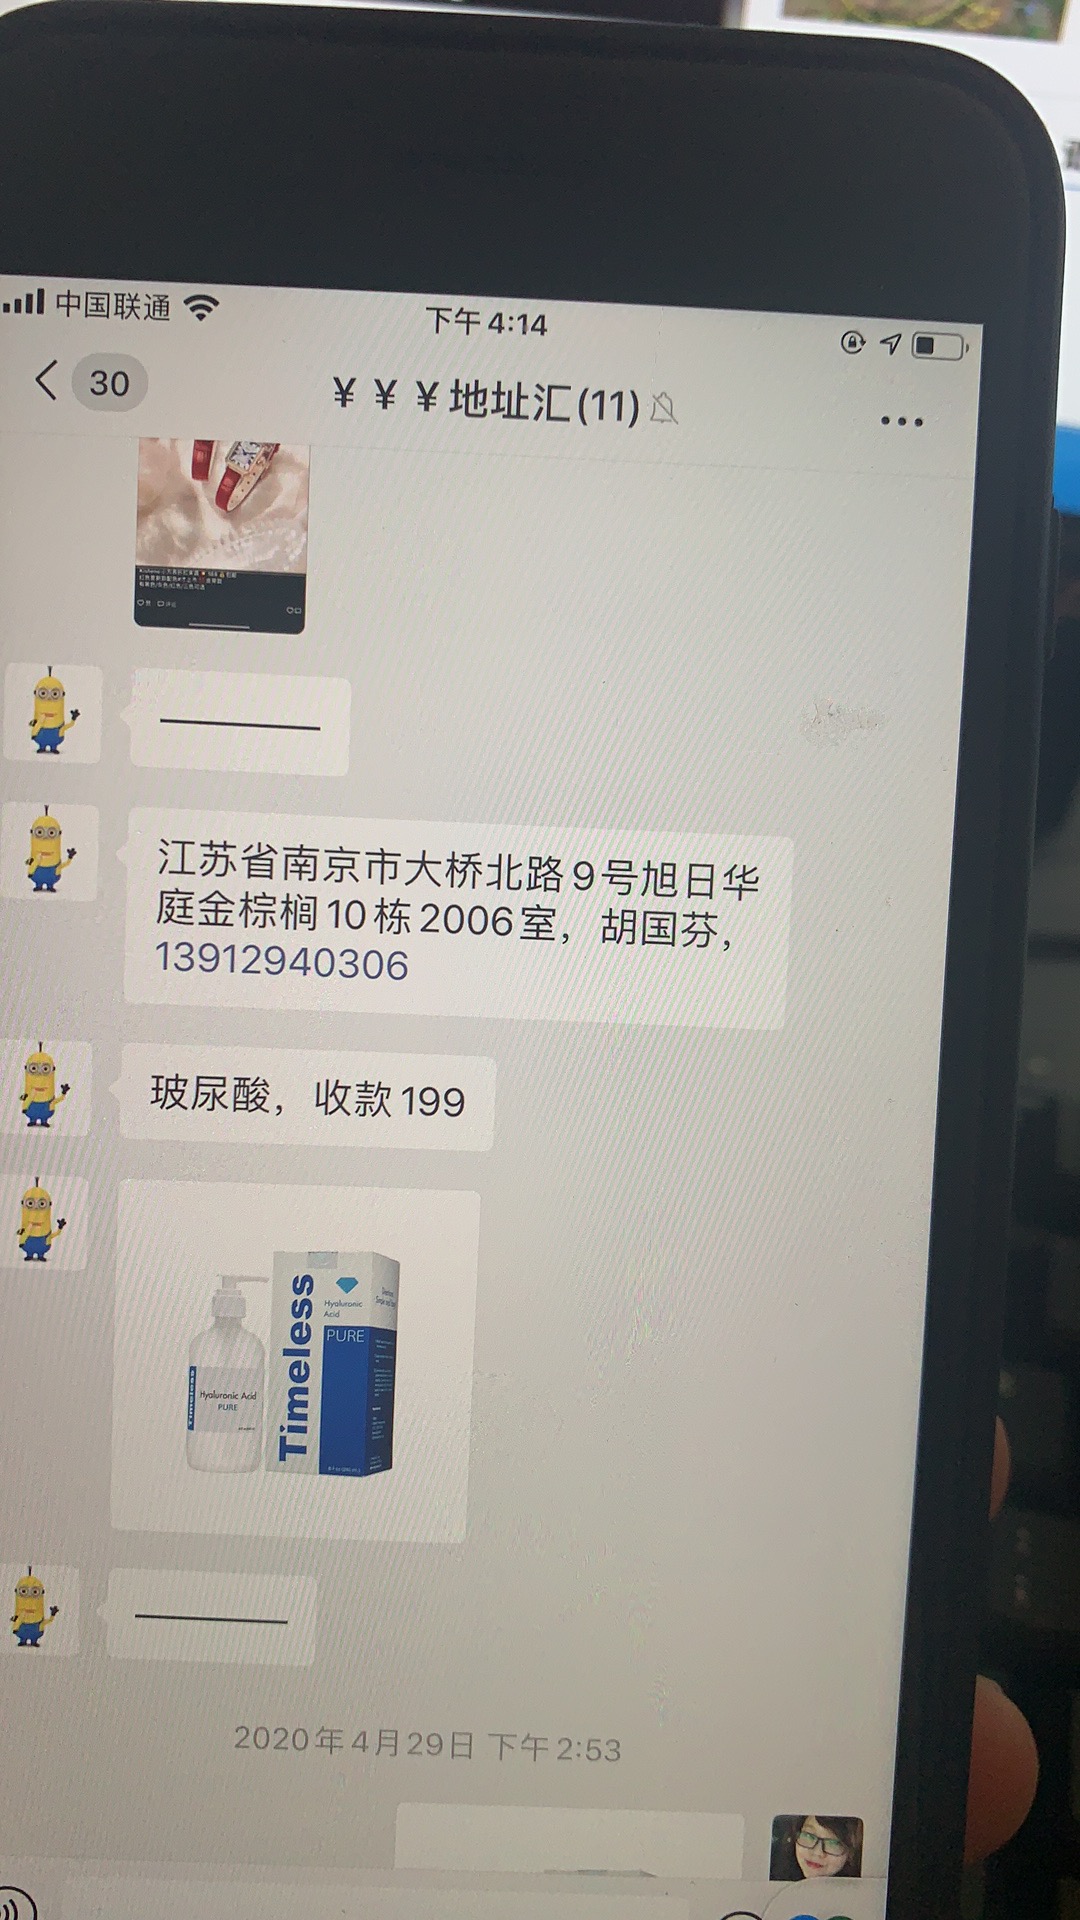 中国联通
下午 4:14
30
¥ ¥ ¥ 地址汇(11)
江苏省南京市大桥北路9号旭日华
庭金棕榈10栋2006室，胡国芬，
13912940306
玻尿酸，收款199
Timeless
Hyaluronic
Acid
PURE
Hyaluronic Acid
PURE
2020年4月29日 下午2:53